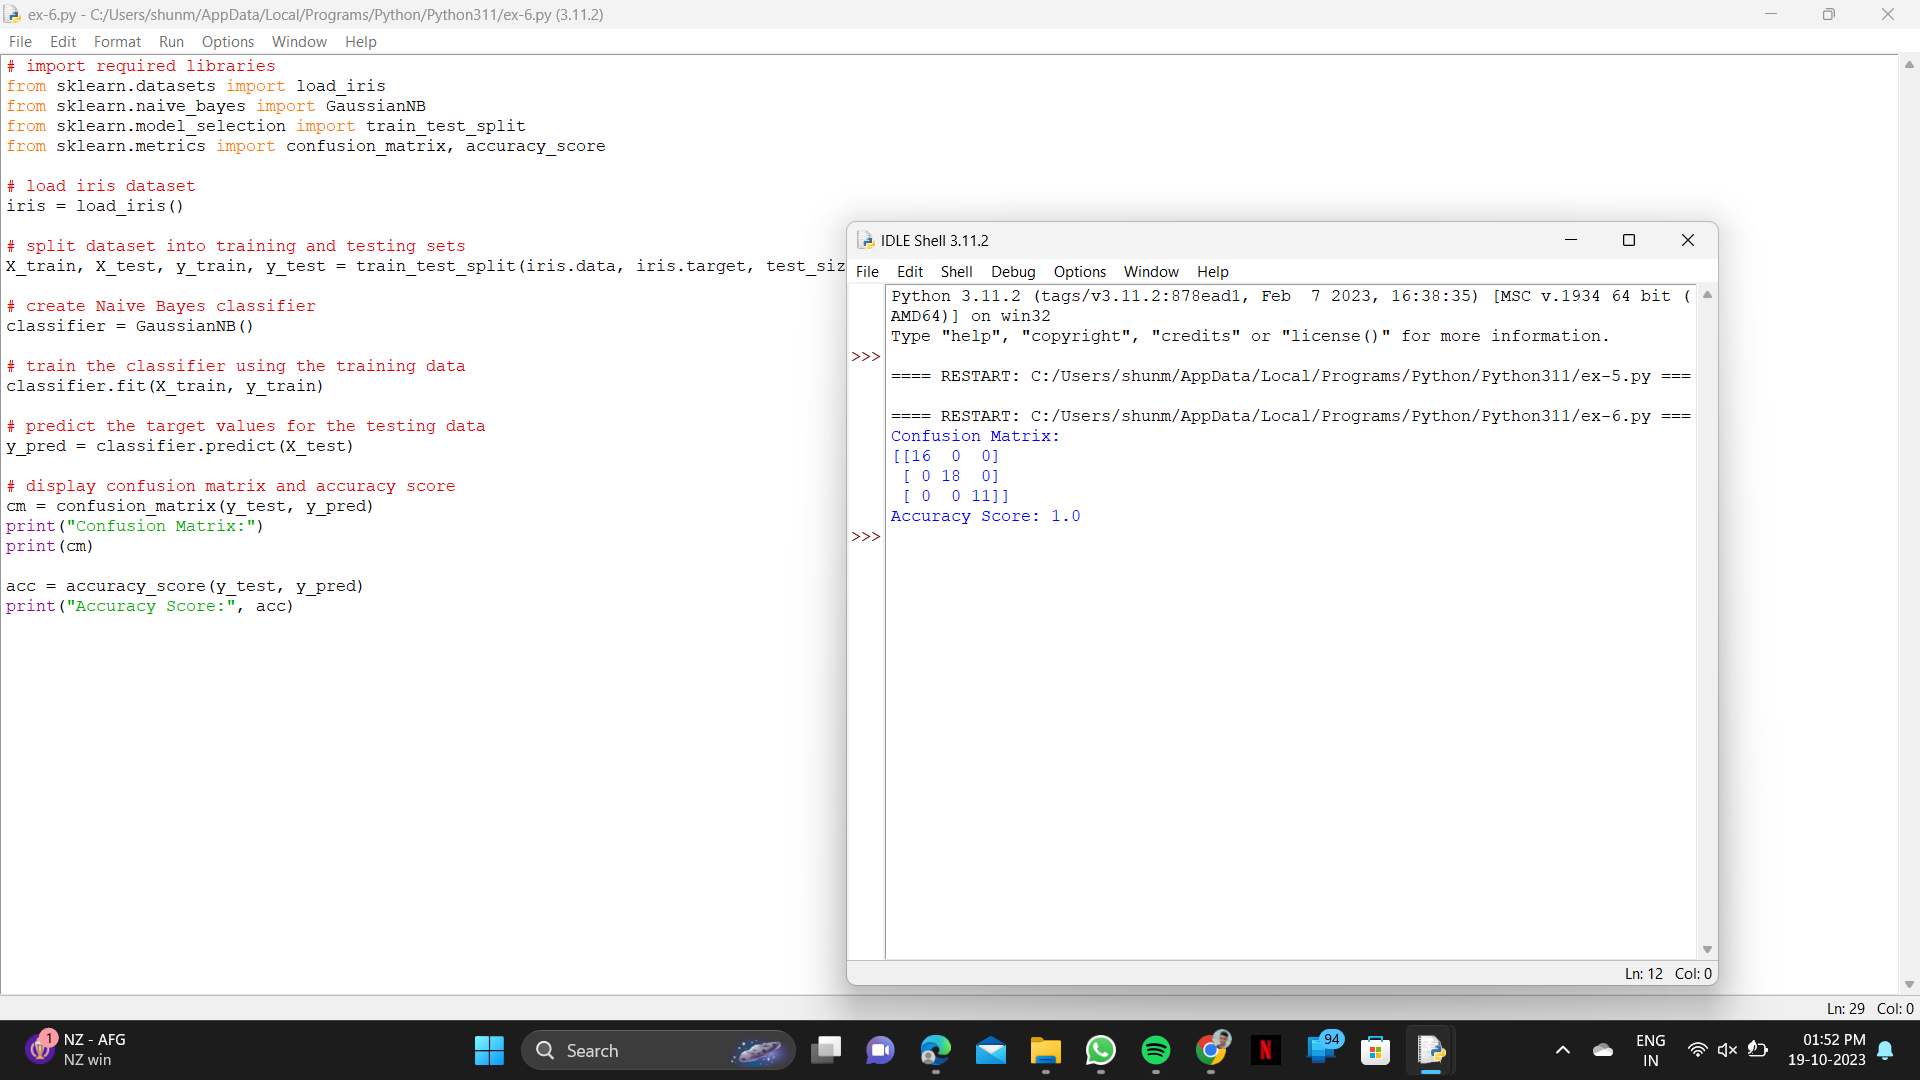 ex-6.py - C:/Users/shunm/AppData/Local/Programs/Python/Python311/ex-6.py (3.11.2)
File Edit Format Run Options Window Help
# import required libraries
from sklearn.datasets import load_iris
from sklearn.naive_bayes import GaussianNB
from sklearn.model_selection import train_test_split
from sklearn.metrics import confusion_matrix, accuracy_score
# load iris dataset
iris = load_iris()
# split dataset into training and testing sets
X_train, X_test, y_train, y_test = train_test_split(iris.data, iris.target, test_siz
# create Naive Bayes classifier
classifier = GaussianNB()
# train the classifier using the training data
classifier.fit(X_train, y_train)
# predict the target values for the testing data
y_pred = classifier.predict(X_test)
# display confusion matrix and accuracy score
cm = confusion_matrix(y_test, y_pred)
print("Confusion Matrix:")
print(cm)
acc = accuracy_score(y_test, y_pred)
print("Accuracy Score:", acc)
IDLE Shell 3.11.2
File Edit Shell Debug Options Window Help
Python 3.11.2 (tags/v3.11.2:878ead1, Feb  7 2023, 16:38:35) [MSC v.1934 64 bit (
AMD64)] on win32
Type "help", "copyright", "credits" or "license()" for more information.
>>>
==== RESTART: C:/Users/shunm/AppData/Local/Programs/Python/Python311/ex-5.py ===
==== RESTART: C:/Users/shunm/AppData/Local/Programs/Python/Python311/ex-6.py ===
Confusion Matrix:
[[16  0  0]
 [ 0 18  0]
 [ 0  0 11]]
Accuracy Score: 1.0
>>>
Ln: 12 Col: 0
Ln: 29 Col: 0
1
NZ - AFG
NZ win
Search
N
94
ENG
IN
01:52 PM
19-10-2023